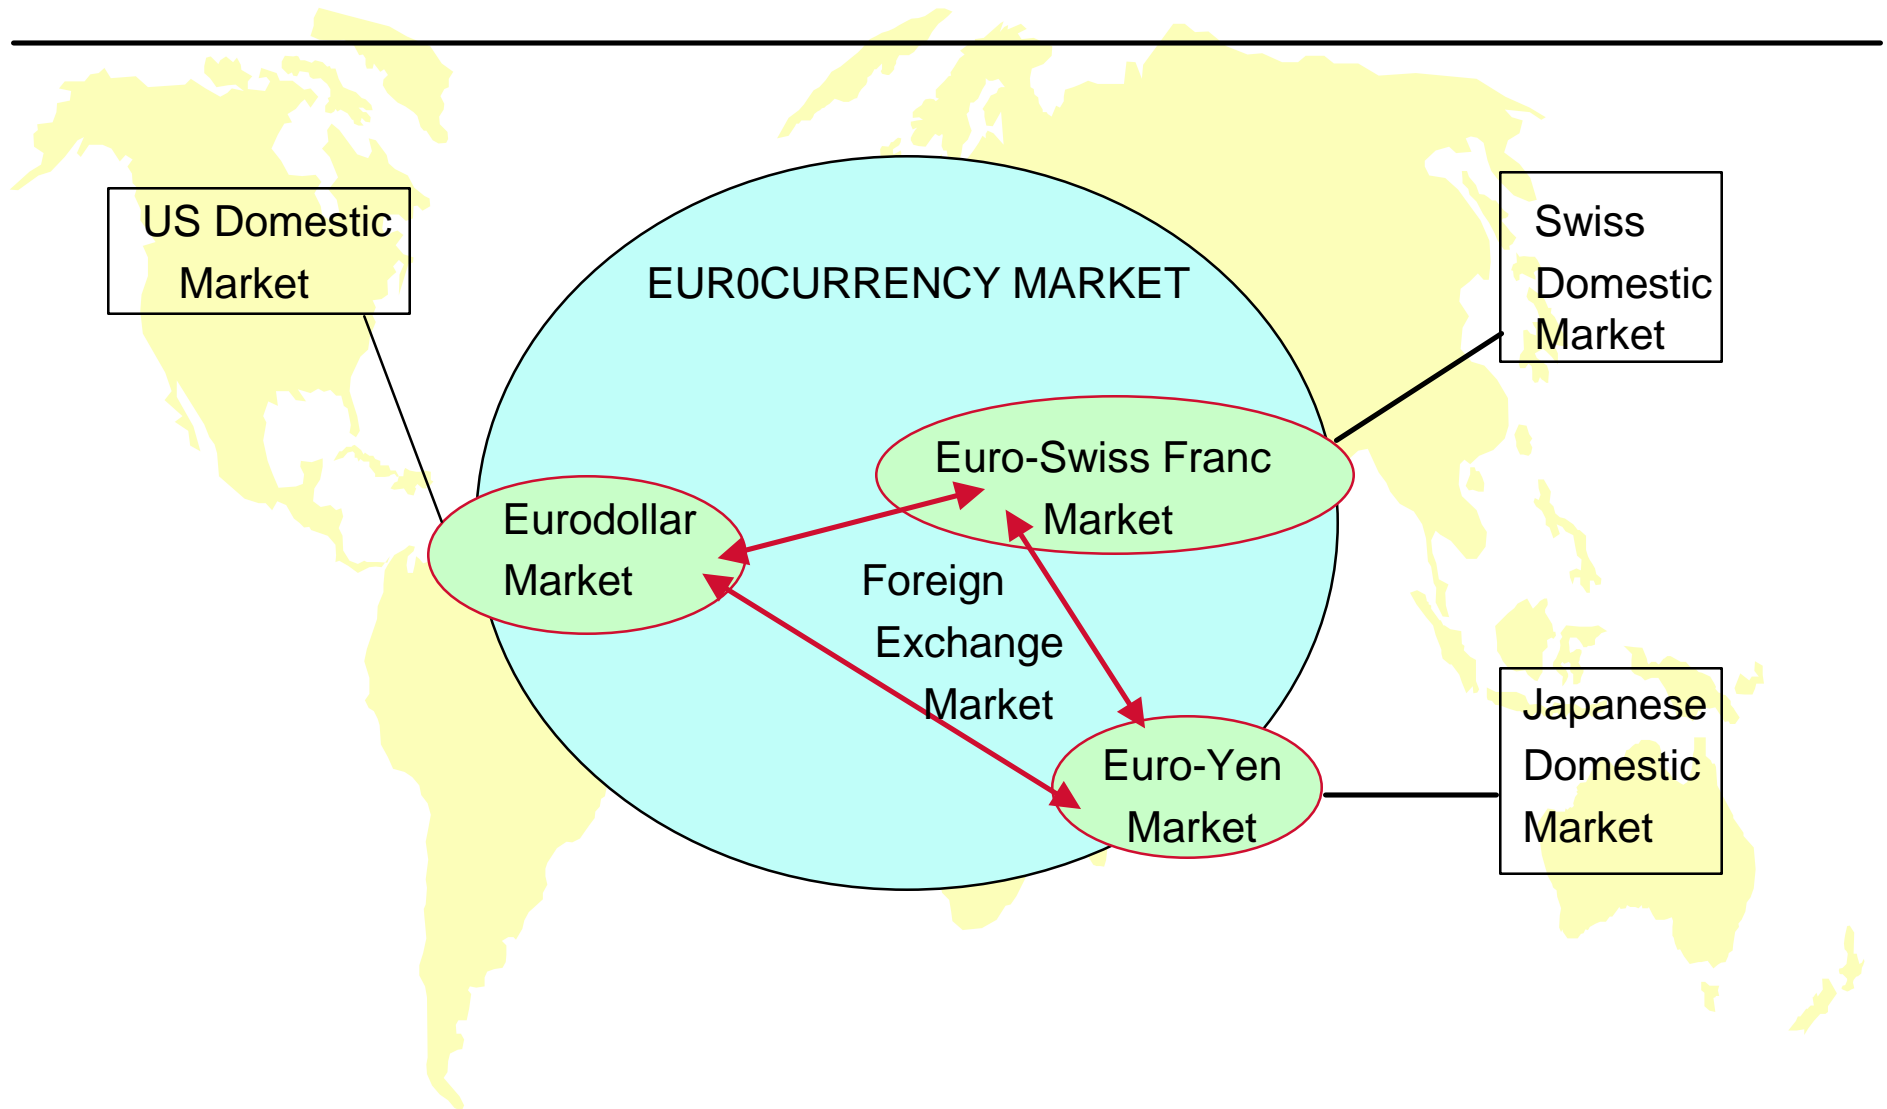 US Domestic
Market
EUR0CURRENCY MARKET
Swiss
Domestic
Market
Euro-Swiss Franc
Market
Eurodollar
Market
Foreign
Exchange
Market
Euro-Yen
Market
Japanese
Domestic
Market